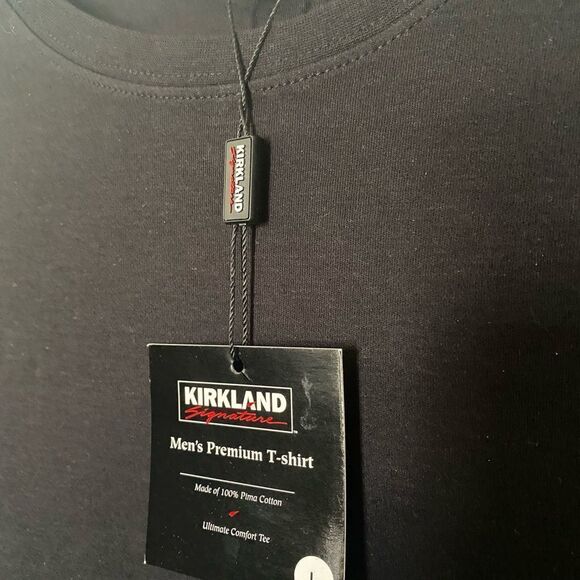 KIRKLAND
Signature
KIRKLAND
Signature
Men's Premium T-shirt
Made of 100% Pima Cotton
Ultimate Comfort Tee